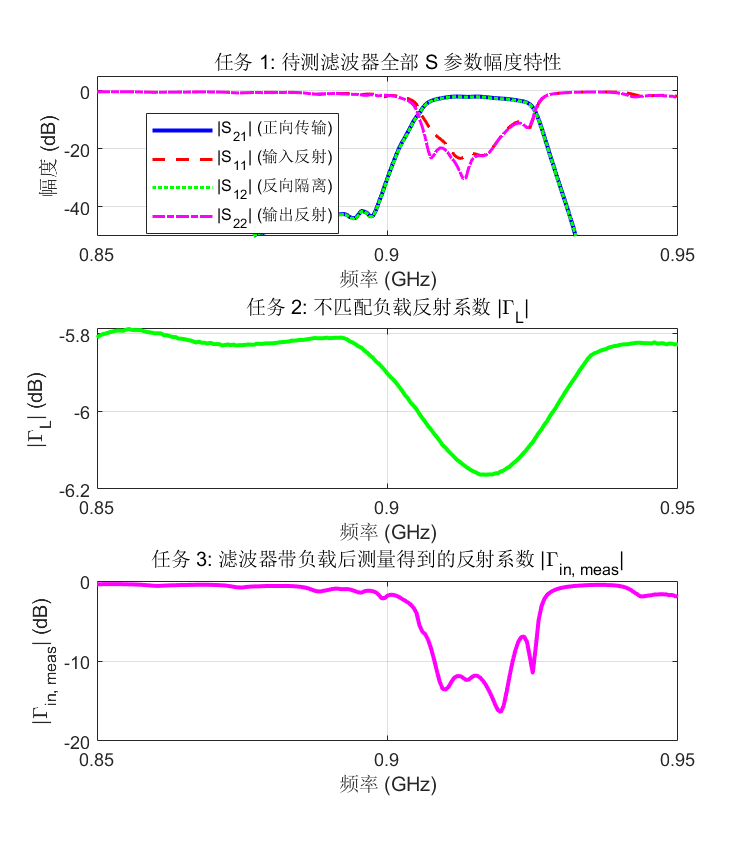 任务 1: 待测滤波器全部 S 参数幅度特性
幅度 (dB)
0
-20
-40
|S21| (正向传输)
|S11| (输入反射)
|S12| (反向隔离)
|S22| (输出反射)
0.85
0.9
0.95
频率 (GHz)
任务 2: 不匹配负载反射系数 |ΓL|
|ΓL| (dB)
-5.8
-6
-6.2
0.85
0.9
0.95
频率 (GHz)
任务 3: 滤波器带负载后测量得到的反射系数 |Γin, meas|
|Γin, meas| (dB)
0
-10
-20
0.85
0.9
0.95
频率 (GHz)